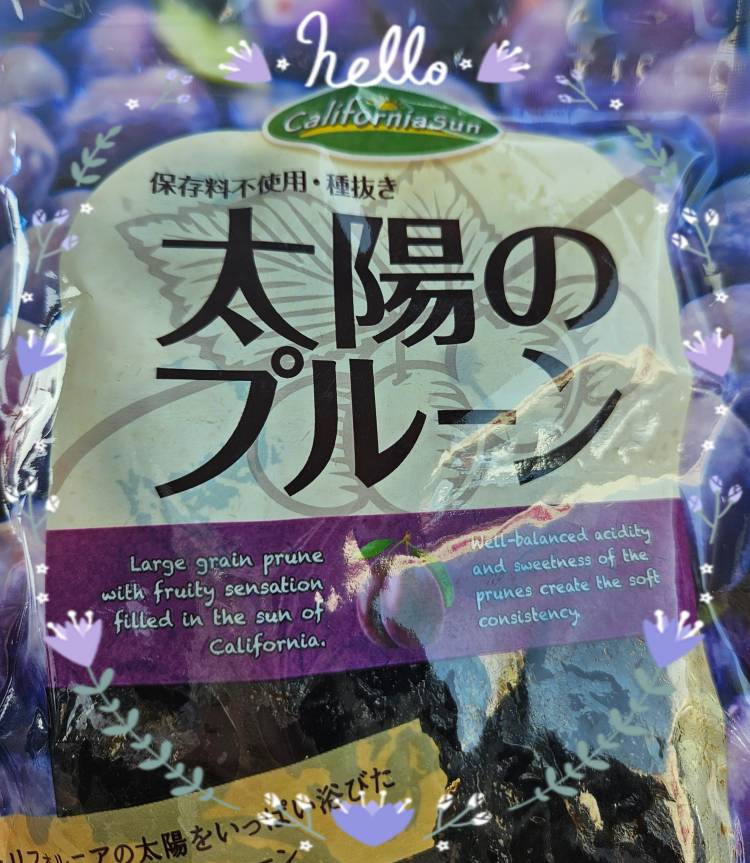 hello
CaliforniaSun
保存料不使用・種抜き
太陽の
プルーン
Large grain prune
with fruity sensation
filled in the sun of
California.
Well-balanced acidity
and sweetness of the
prunes create the soft
consistency.
リフォルニアの太陽をいっぱい浴びた
ーン